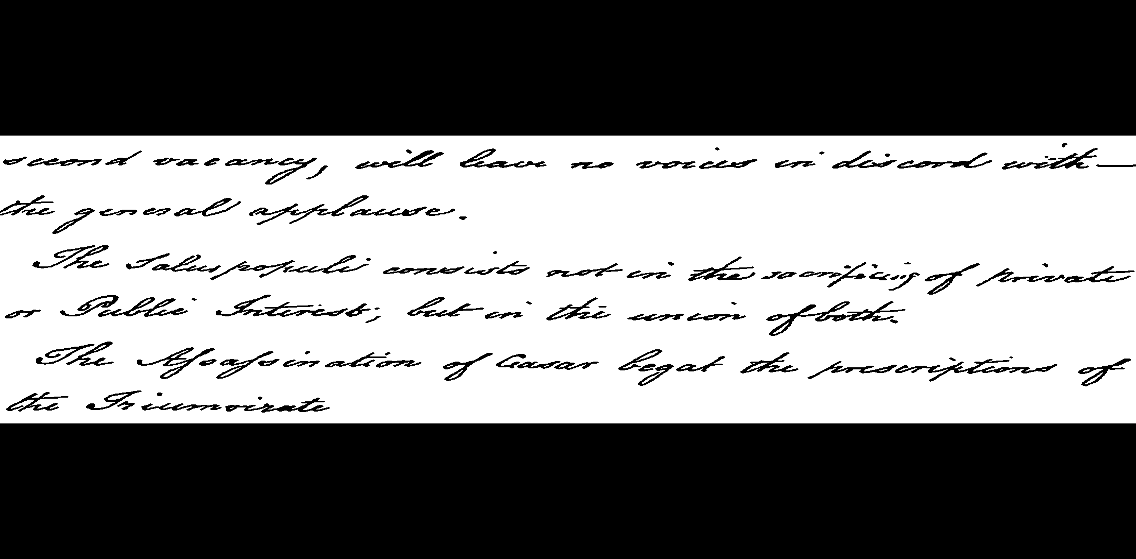 second vacancy, will leave no voices in discord with —
the general applause.
The Salus populi consists not in the sacrificing of private
or Public Interest; but in the union of both.
The Assassination of Casar begat the prescriptions of
the Triumvirate